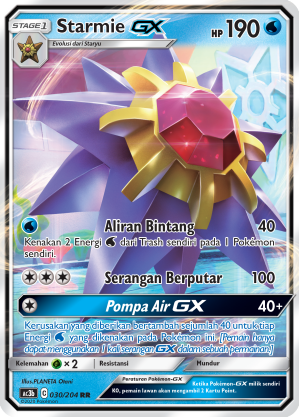 STAGE 1 Starmie GX HP 190
Evolusi dari Staryu
Aliran Bintang 40
Kenakan 2 Energi dari Trash sendiri pada 1 Pokémon
sendiri.
Serangan Berputar 100
Pompa Air GX 40+
Kerusakan yang diberikan bertambah sejumlah 40 untuk tiap
Energi yang dikenakan pada Pokémon ini. [Pemain hanya
dapat menggunakan 1 kali serangan GX dalam sebuah permainan]
Kelemahan × 2 Resistansi Mundur
Illus.PLANETA Otani
Peraturan Pokémon-GX
Ketika Pokémon-GX milik sendiri
KO, pemain lawan akan mengambil 2 Kartu Point.
AC3b G 030/204 RR